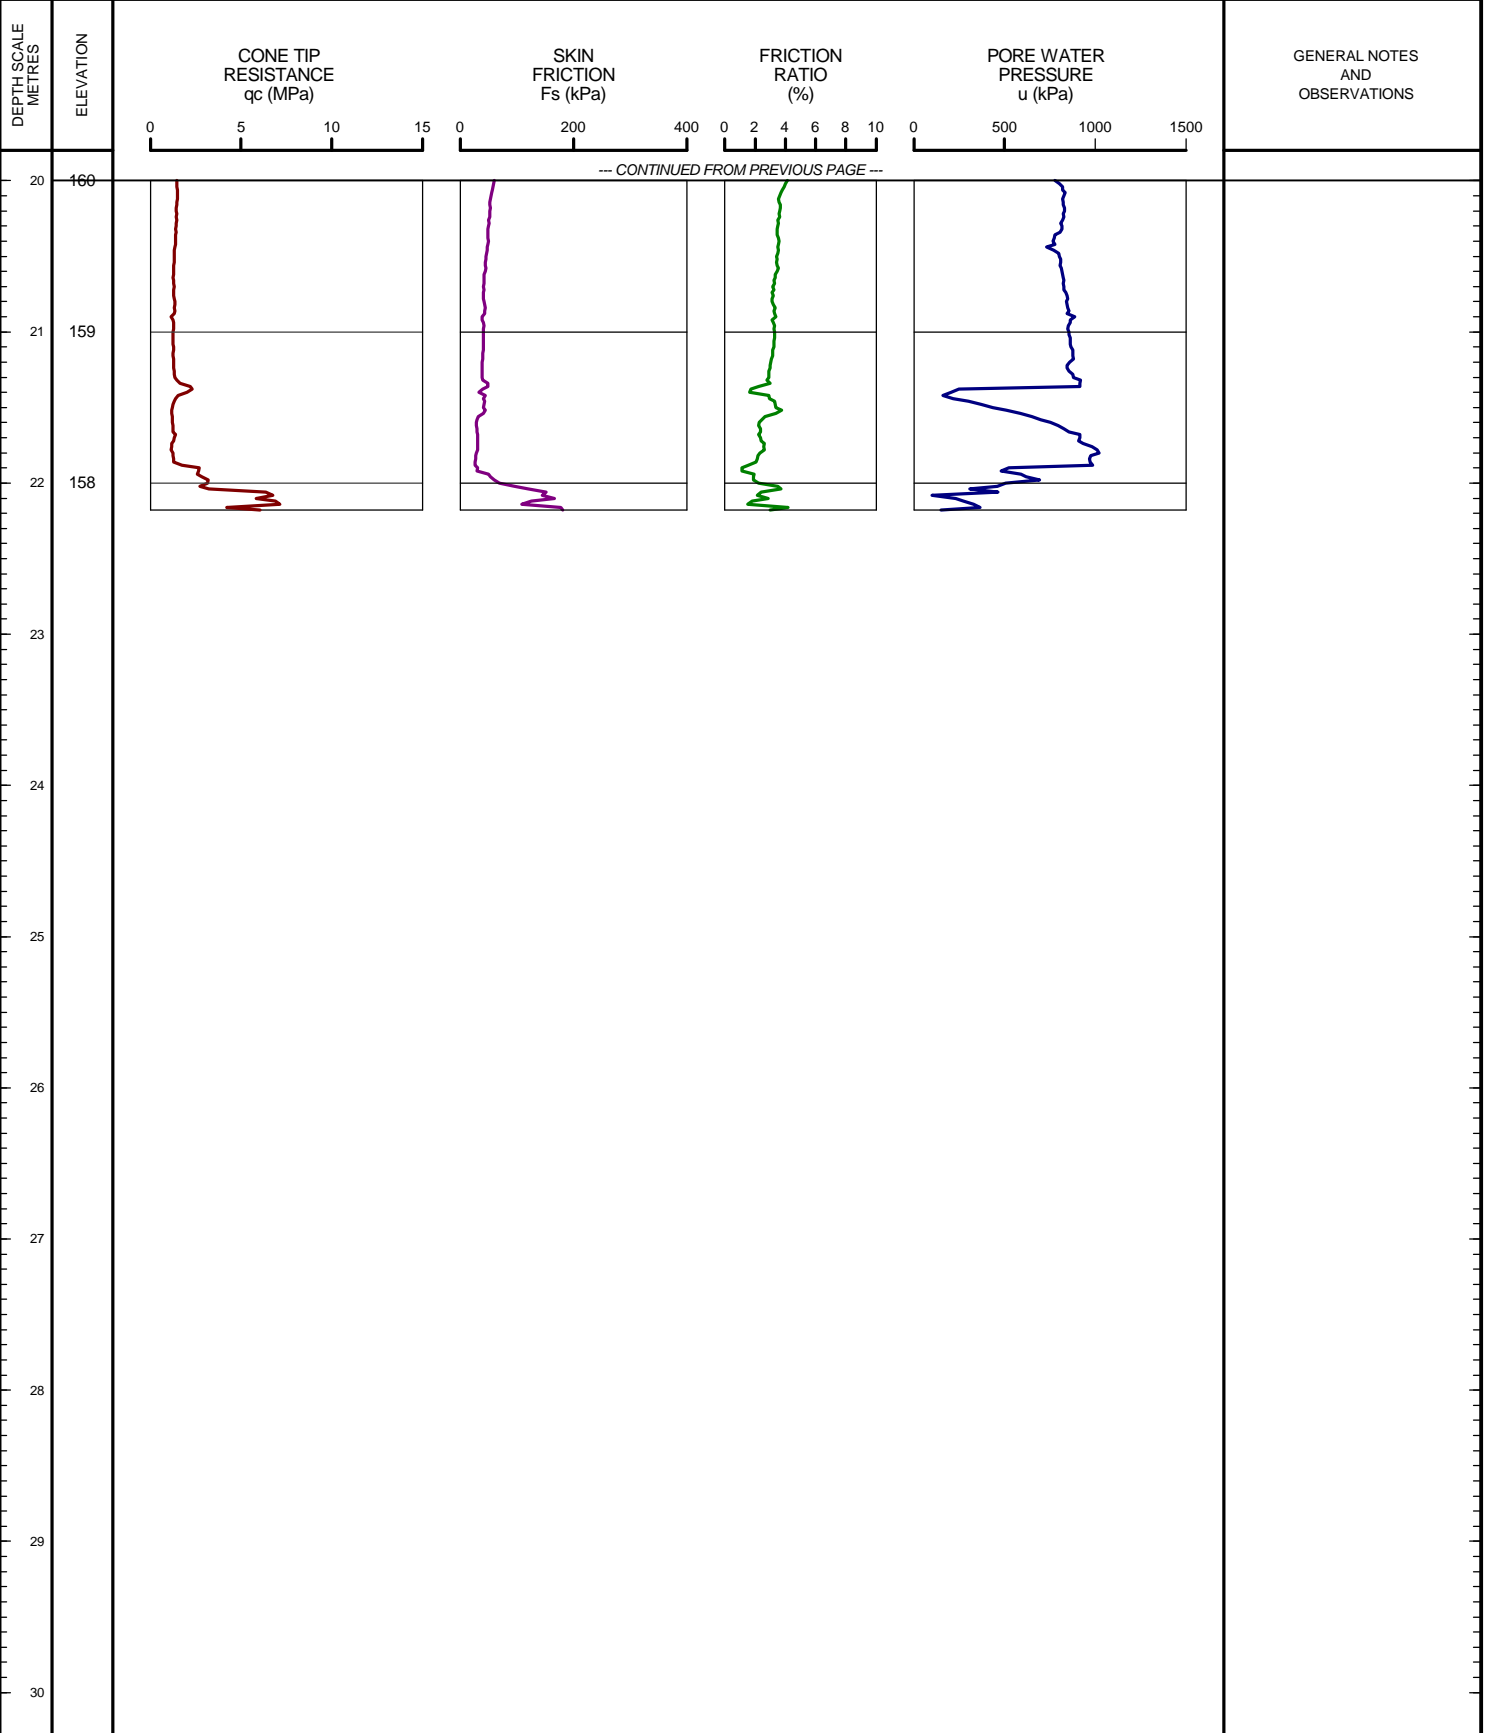 DEPTH SCALE
METRES
ELEVATION
CONE TIP
RESISTANCE
qc (MPa)
SKIN
FRICTION
Fs (kPa)
FRICTION
RATIO
(%)
PORE WATER
PRESSURE
u (kPa)
GENERAL NOTES
AND
OBSERVATIONS
0 5 10 15
0 200 400
0 2 4 6 8 10
0 500 1000 1500
--- CONTINUED FROM PREVIOUS PAGE ---
20 160
21 159
22 158
23
24
25
26
27
28
29
30